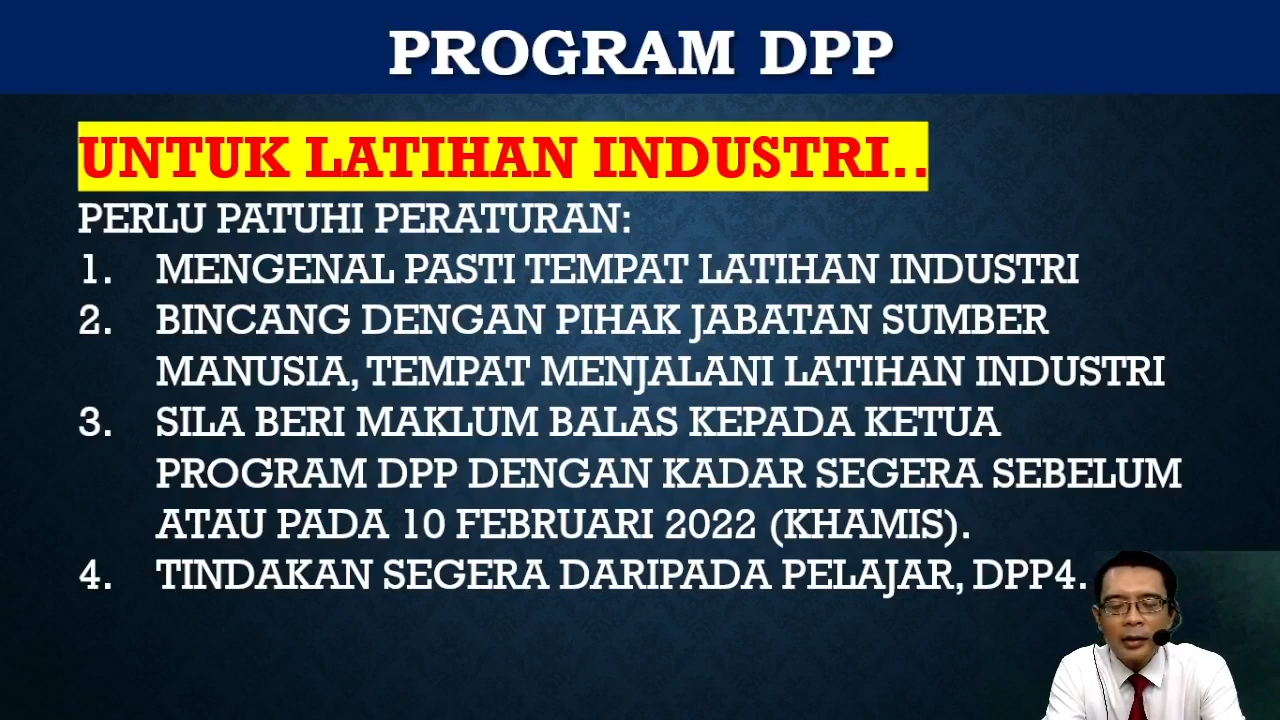 PROGRAM DPP
UNTUK LATIHAN INDUSTRI..
PERLU PATUHI PERATURAN:
1. MENGENAL PASTI TEMPAT LATIHAN INDUSTRI
2. BINCANG DENGAN PIHAK JABATAN SUMBER
MANUSIA, TEMPAT MENJALANI LATIHAN INDUSTRI
3. SILA BERI MAKLUM BALAS KEPADA KETUA
PROGRAM DPP DENGAN KADAR SEGERA SEBELUM
ATAU PADA 10 FEBRUARI 2022 (KHAMIS).
4. TINDAKAN SEGERA DARIPADA PELAJAR, DPP4.